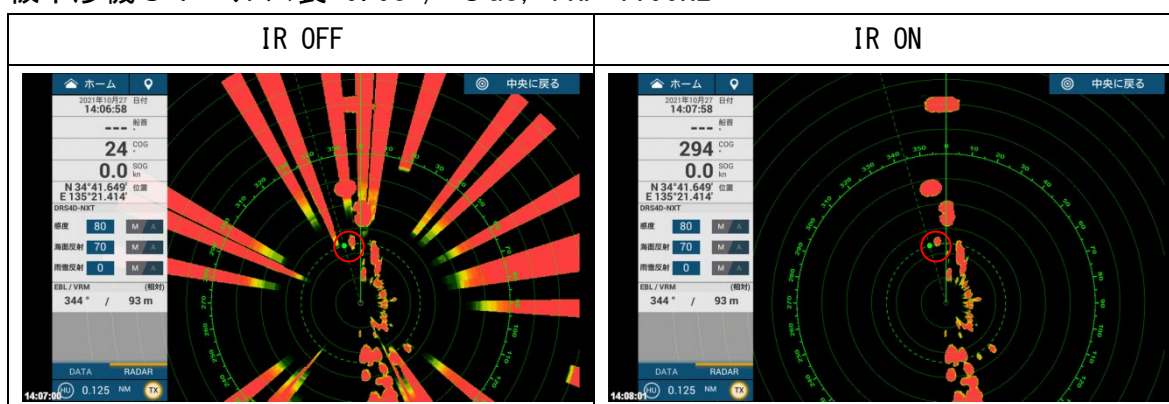 IR OFF
IR ON
ホーム
中央に戻る
2021年10月27 日付
14:06:58
--- 船首 °
24 COG °
0.0 SOG kn
N 34°41.649' 位置
E 135°21.414'
DRS4D-NXT
感度 80 M / A
海面反射 70 M / A
雨雪反射 0 M / A
EBL / VRM (相対)
344 ° / 93 m
DATA RADAR
HU 0.125 NM TX
14:07:00
ホーム
中央に戻る
2021年10月27 日付
14:07:58
--- 船首 °
294 COG °
0.0 SOG kn
N 34°41.649' 位置
E 135°21.414'
DRS4D-NXT
感度 80 M / A
海面反射 70 M / A
雨雪反射 0 M / A
EBL / VRM (相対)
344 ° / 93 m
DATA RADAR
HU 0.125 NM TX